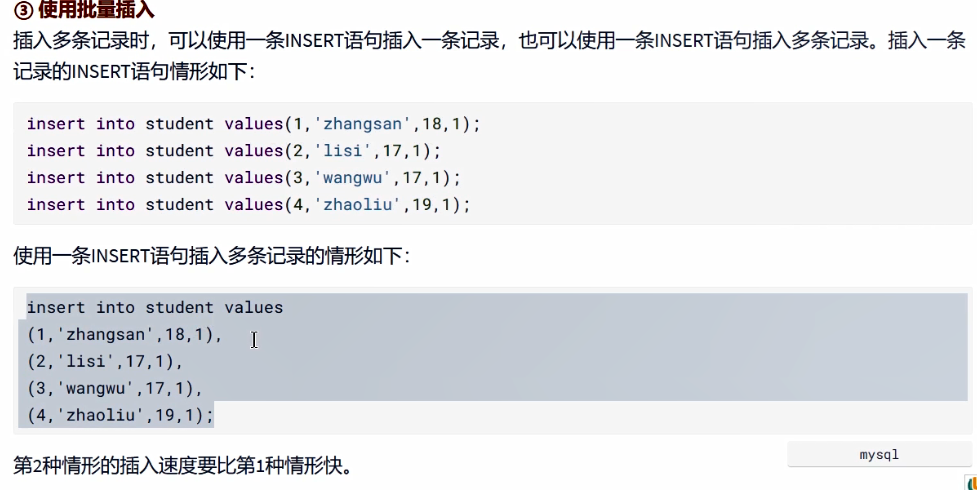 ③ 使用批量插入
插入多条记录时，可以使用一条INSERT语句插入一条记录，也可以使用一条INSERT语句插入多条记录。插入一条
记录的INSERT语句情形如下：
insert into student values(1,'zhangsan',18,1);
insert into student values(2,'lisi',17,1);
insert into student values(3,'wangwu',17,1);
insert into student values(4,'zhaoliu',19,1);
使用一条INSERT语句插入多条记录的情形如下：
insert into student values
(1,'zhangsan',18,1),
(2,'lisi',17,1),
(3,'wangwu',17,1),
(4,'zhaoliu',19,1);
mysql
第2种情形的插入速度要比第1种情形快。